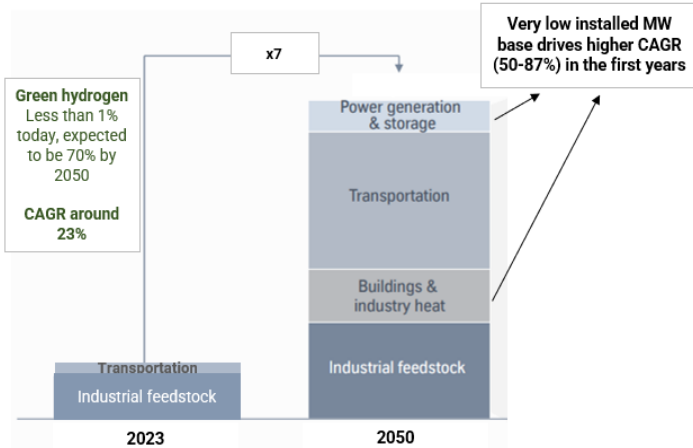 Very low installed MW
base drives higher CAGR
(50-87%) in the first years
x7
Green hydrogen
Less than 1%
today, expected
to be 70% by
2050
CAGR around
23%
Power generation
& storage
Transportation
Buildings &
industry heat
Industrial feedstock
Transportation
Industrial feedstock
2023
2050